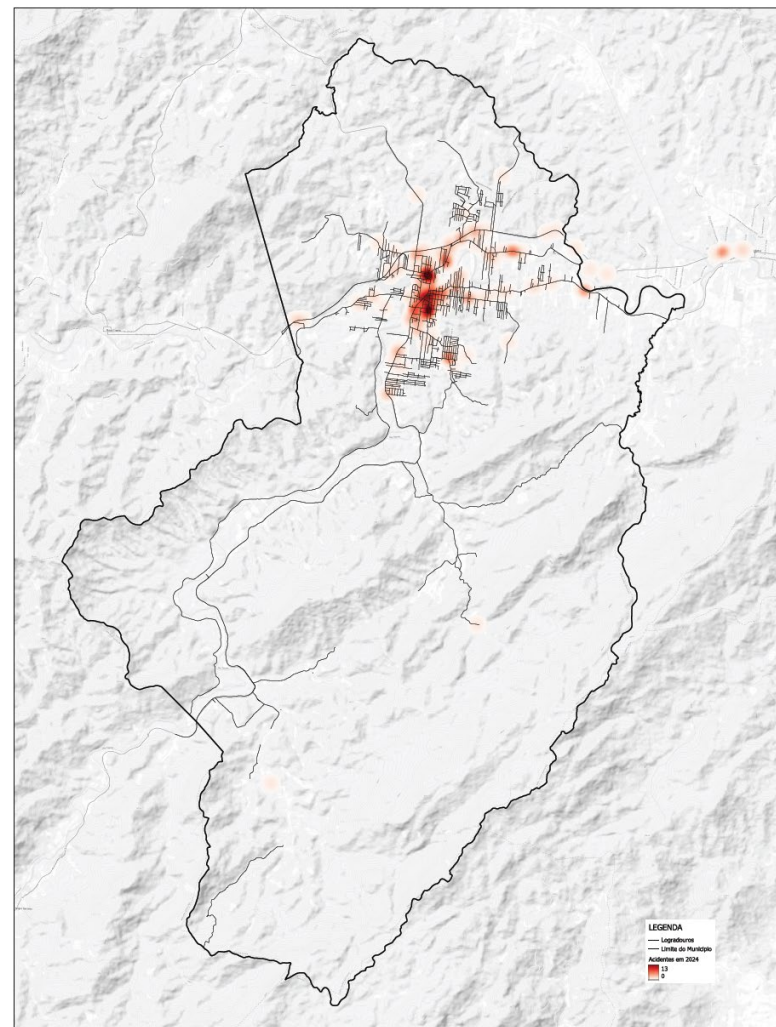 LEGENDA
Logradouros
Limite do Município
Acidentes em 2024
13
0